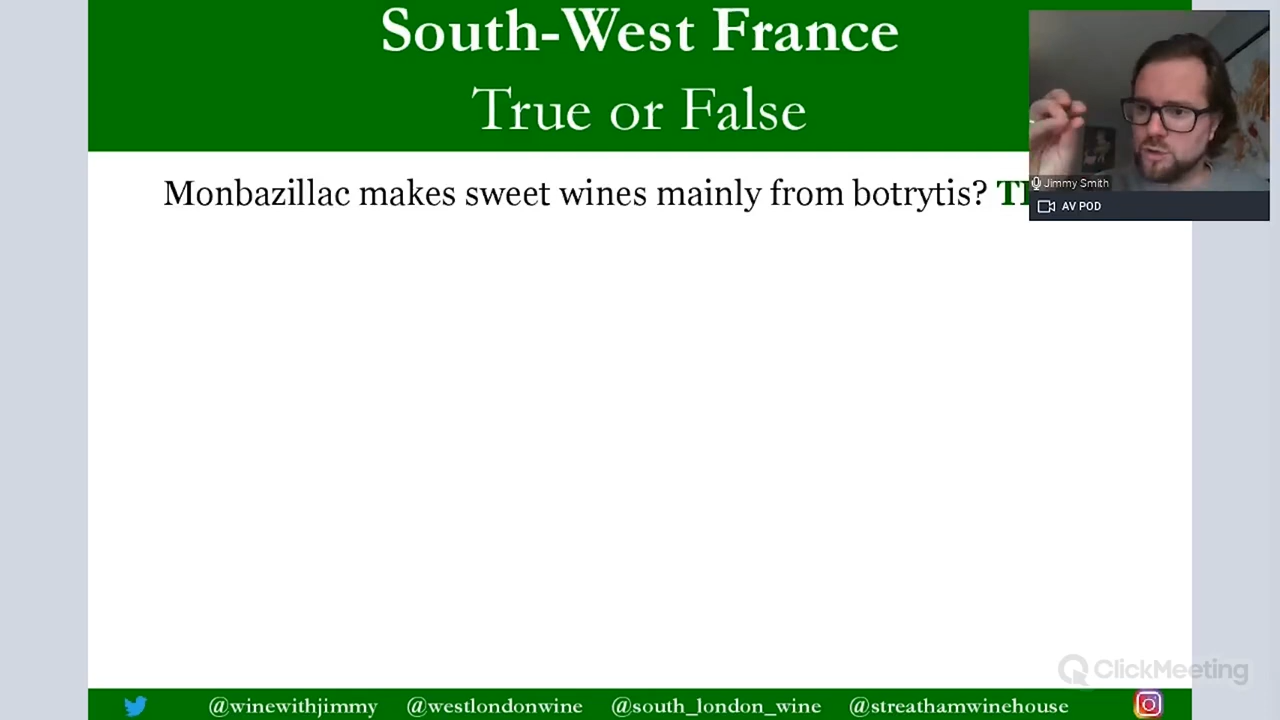 South-West France
True or False
Monbazillac makes sweet wines mainly from botrytis?
Jimmy Smith
AV POD
ClickMeeting
@winewithjimmy @westlondonwine @south_london_wine @streathamwinehouse